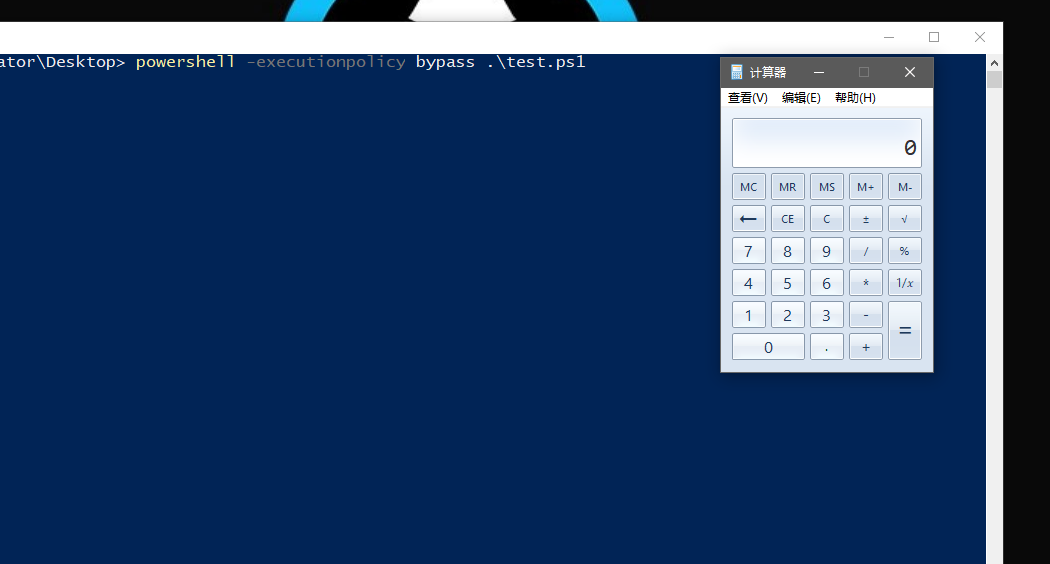 ator\Desktop> powershell -executionpolicy bypass .\test.ps1
计算器
查看(V) 编辑(E) 帮助(H)
0
MC MR MS M+ M-
← CE C ± √
7 8 9 / %
4 5 6 * 1/x
1 2 3 - =
0 . +